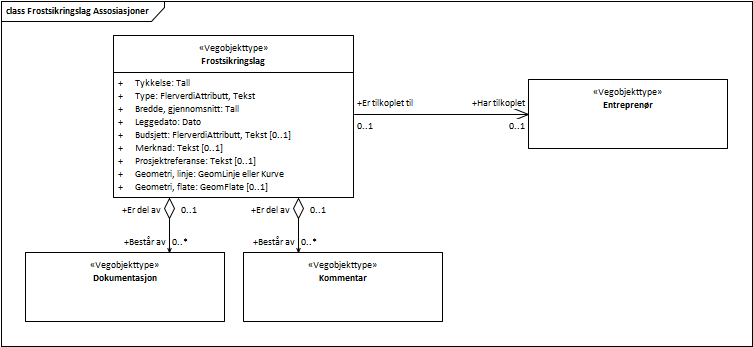 class Frostsikringslag Assosiasjoner
«Vegobjekttype»
Frostsikringslag
+ Tykkelse: Tall
+ Type: FlerverdiAttributt, Tekst
+ Bredde, gjennomsnitt: Tall
+ Leggedato: Dato
+ Budsjett: FlerverdiAttributt, Tekst [0..1]
+ Merknad: Tekst [0..1]
+ Prosjektreferanse: Tekst [0..1]
+ Geometri, linje: GeomLinje eller Kurve
+ Geometri, flate: GeomFlate [0..1]
+Er tilkoplet til
0..1
+Har tilkoplet
0..1
«Vegobjekttype»
Entreprenør
+Er del av
0..1
+Består av
0..*
+Er del av
0..1
+Består av
0..*
«Vegobjekttype»
Dokumentasjon
«Vegobjekttype»
Kommentar